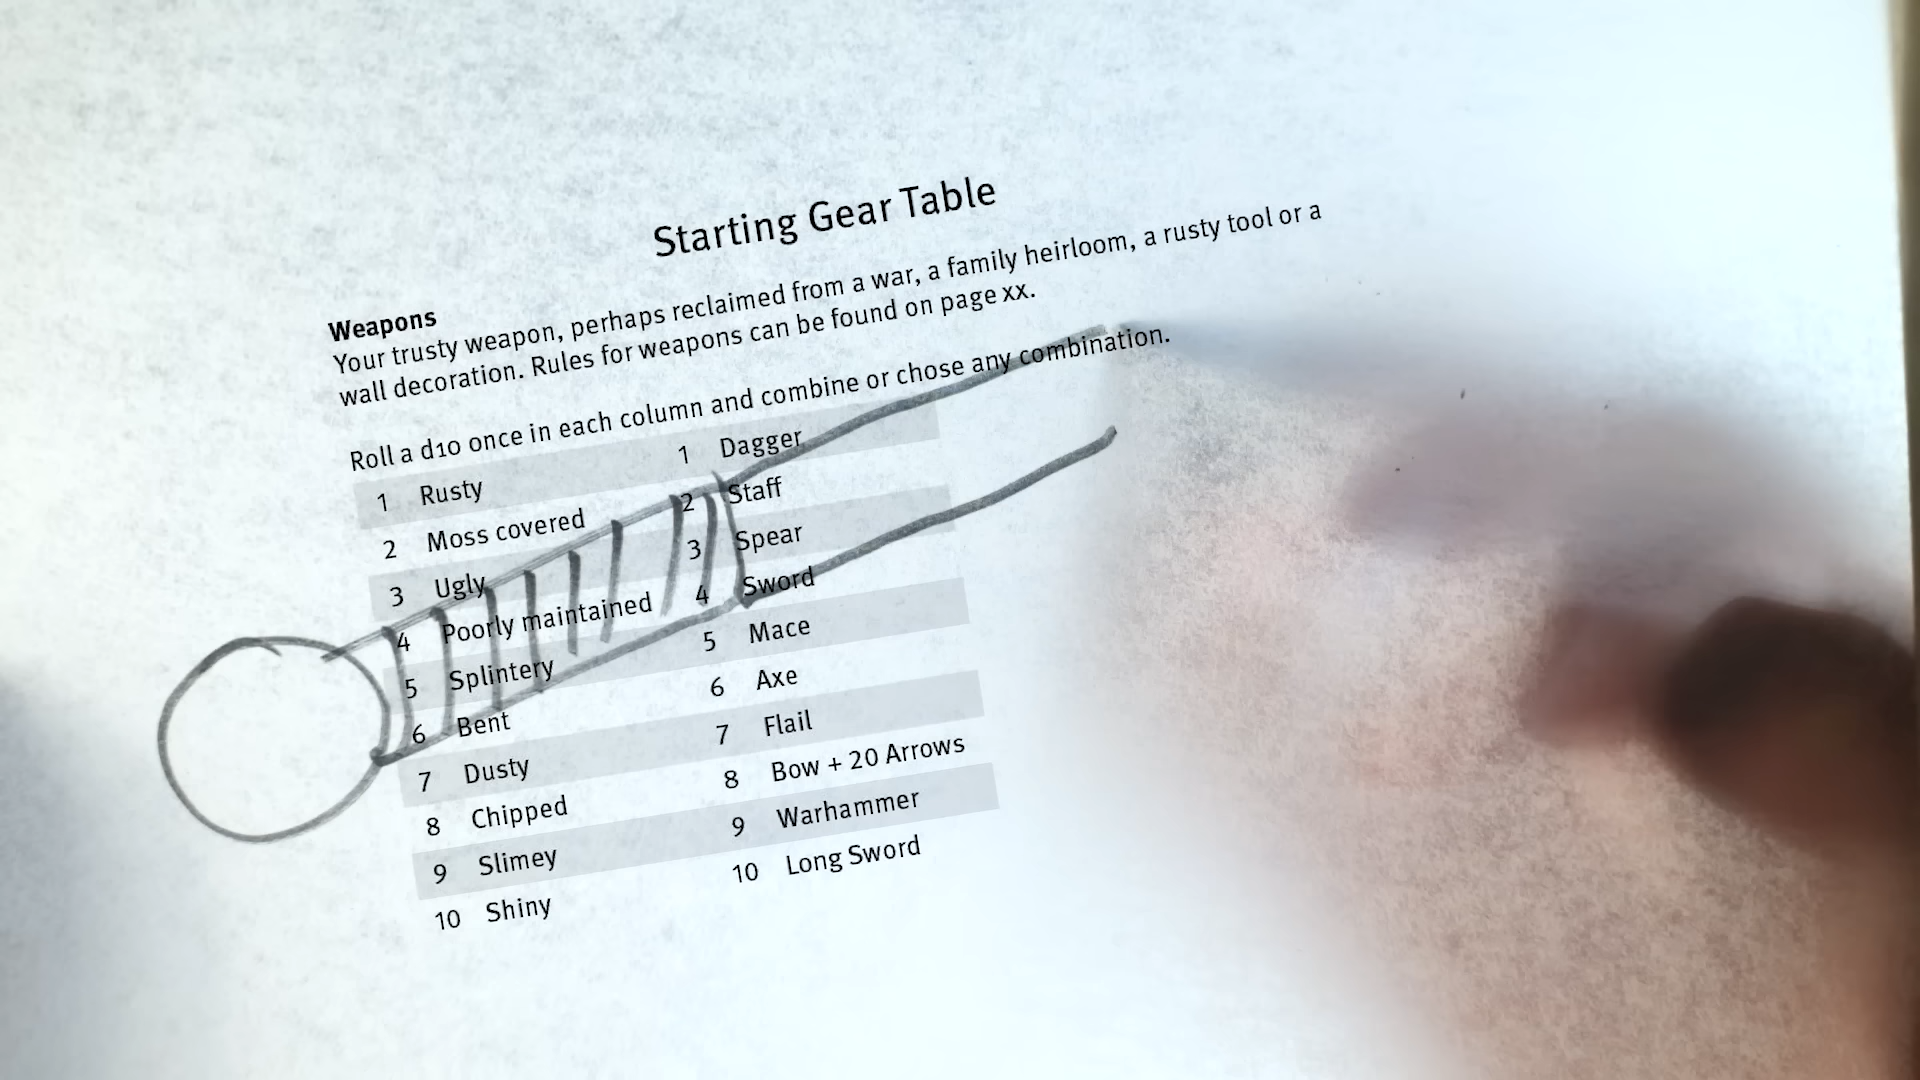 Starting Gear Table
Weapons
Your trusty weapon, perhaps reclaimed from a war, a family heirloom, a rusty tool or a
wall decoration. Rules for weapons can be found on page xx.
Roll a d10 once in each column and combine or chose any combination.
1 Rusty 1 Dagger
2 Moss covered 2 Staff
3 Ugly 3 Spear
4 Poorly maintained 4 Sword
5 Splintery 5 Mace
6 Bent 6 Axe
7 Dusty 7 Flail
8 Chipped 8 Bow + 20 Arrows
9 Slimey 9 Warhammer
10 Shiny 10 Long Sword